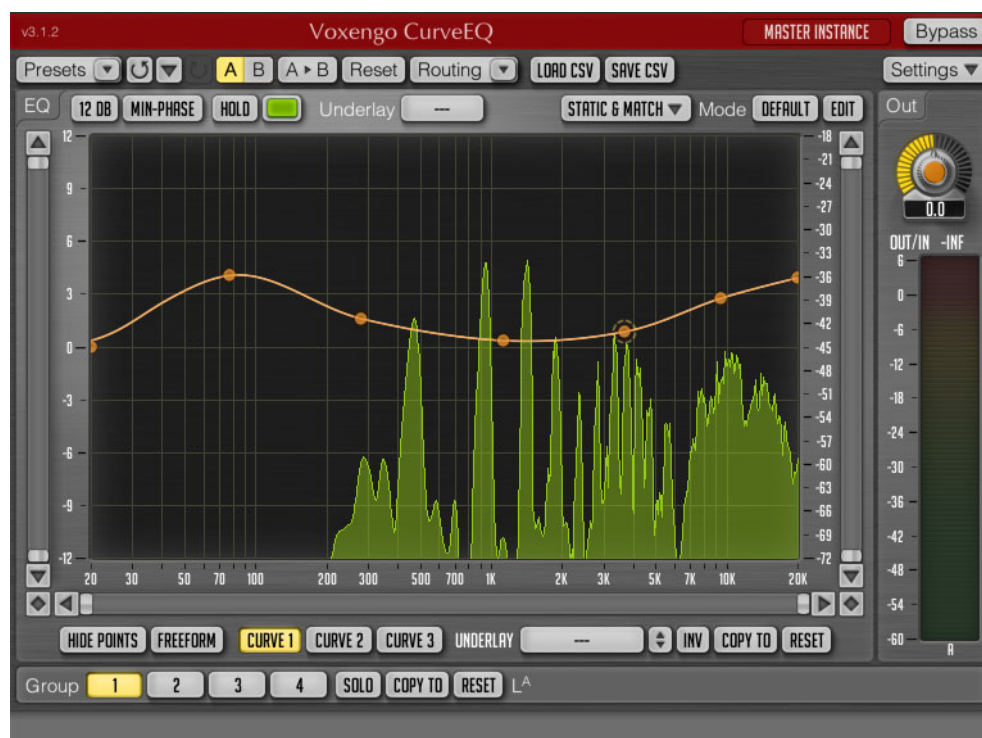 v3.1.2 Voxengo CurveEQ MASTER INSTANCE Bypass
Presets A B A ▸ B Reset Routing LOAD CSV SAVE CSV Settings
EQ 12 DB MIN-PHASE HOLD Underlay --- STATIC & MATCH Mode DEFAULT EDIT Out
12 -18
-21
9 -24
-27 0.0
6 -30
-33 OUT/IN -INF
-36 6
3 -39 0
-42 -6
0 -45
-48 -12
-3 -51 -18
-54
-57 -24
-6 -60 -30
-63
-9 -66 -36
-69 -42
-12 -72
20 30 50 70 100 200 300 500 700 1K 2K 3K 5K 7K 10K 20K -48
-54
HIDE POINTS FREEFORM CURVE 1 CURVE 2 CURVE 3 UNDERLAY --- INV COPY TO RESET -60
A
Group 1 2 3 4 SOLO COPY TO RESET LA